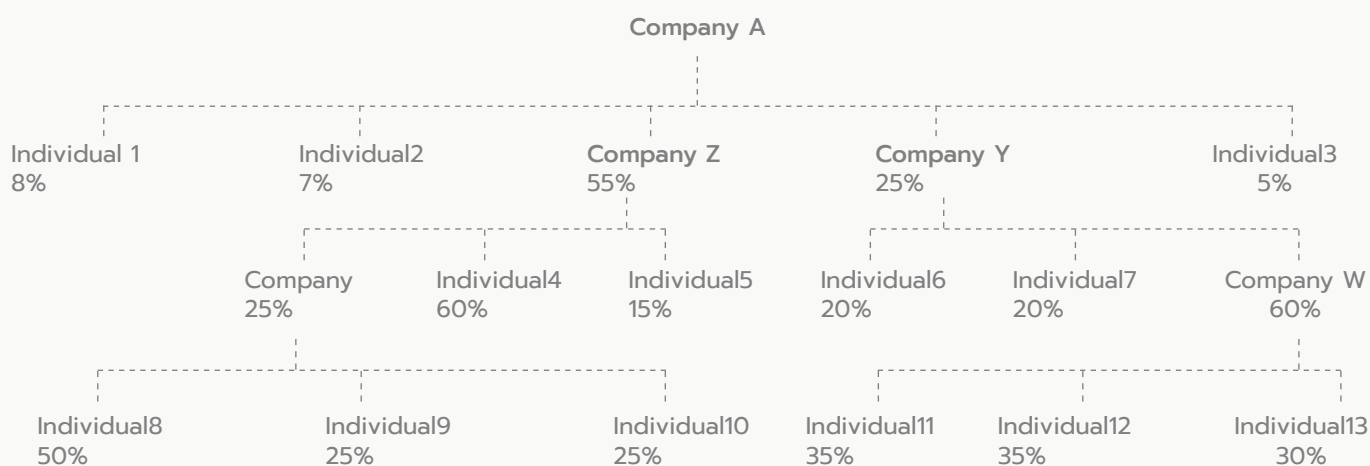 Company A
Individual 1
8%
Individual2
7%
Company Z
55%
Company Y
25%
Individual3
5%
Company
25%
Individual4
60%
Individual5
15%
Individual6
20%
Individual7
20%
Company W
60%
Individual8
50%
Individual9
25%
Individual10
25%
Individual11
35%
Individual12
35%
Individual13
30%